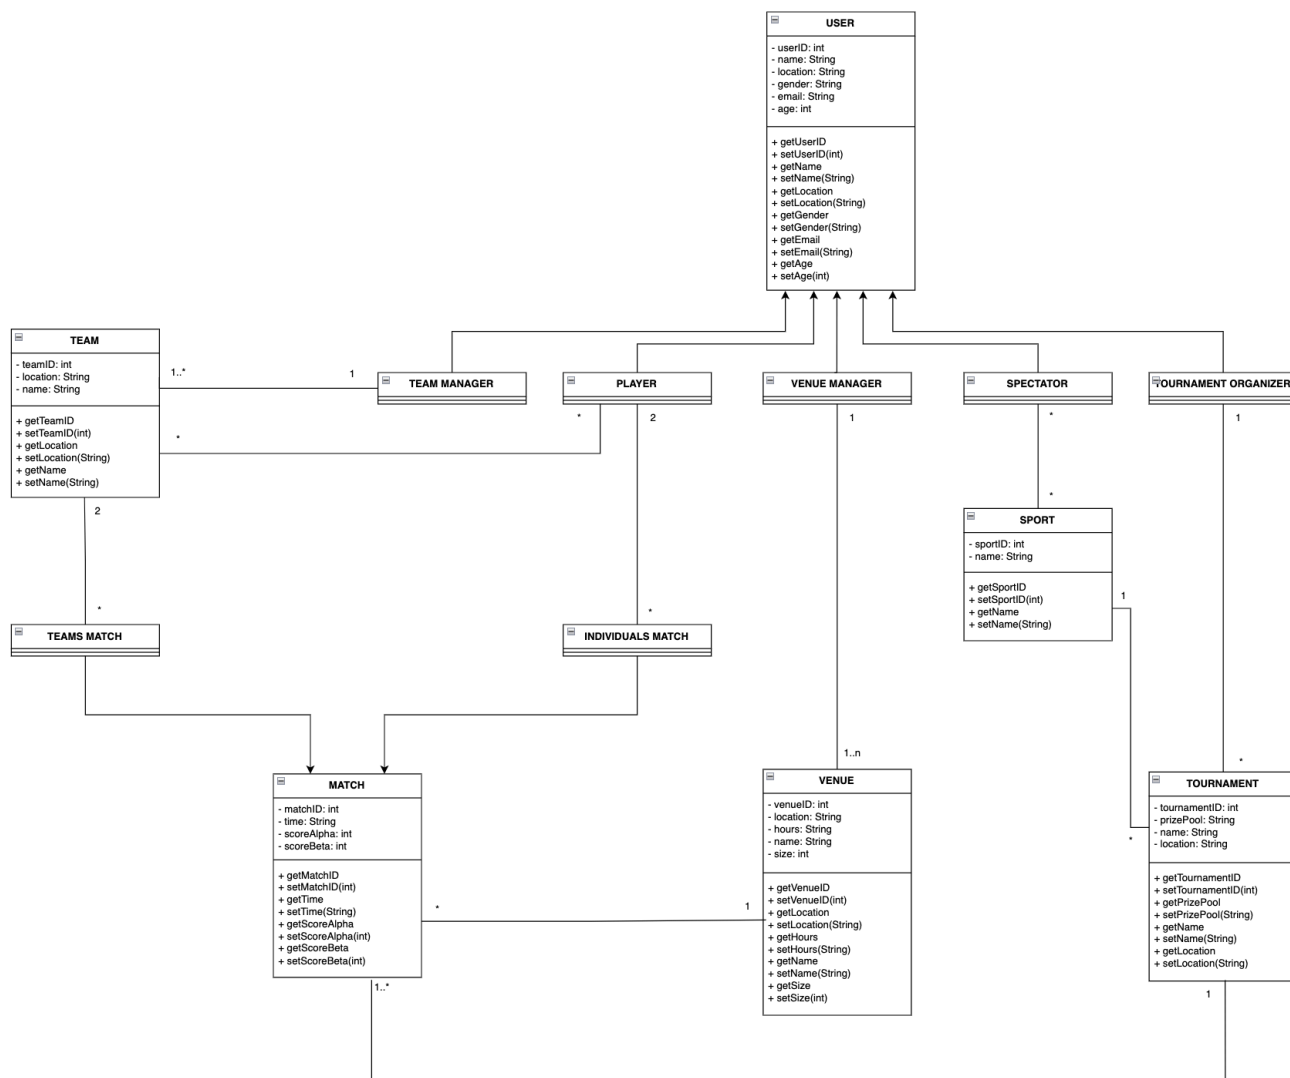 USER
- userID: int
- name: String
- location: String
- gender: String
- email: String
- age: int
+ getUserID
+ setUserID(int)
+ getName
+ setName(String)
+ getLocation
+ setLocation(String)
+ getGender
+ setGender(String)
+ getEmail
+ setEmail(String)
+ getAge
+ setAge(int)
TEAM
- teamID: int
- location: String
- name: String
+ getTeamID
+ setTeamID(int)
+ getLocation
+ setLocation(String)
+ getName
+ setName(String)
1..*
1
TEAM MANAGER
PLAYER
VENUE MANAGER
SPECTATOR
TOURNAMENT ORGANIZER
*
*
2
1
*
1
2
*
*
*
SPORT
- sportID: int
- name: String
+ getSportID
+ setSportID(int)
+ getName
+ setName(String)
1
TEAMS MATCH
INDIVIDUALS MATCH
1..n
*
*
MATCH
- matchID: int
- time: String
- scoreAlpha: int
- scoreBeta: int
+ getMatchID
+ setMatchID(int)
+ getTime
+ setTime(String)
+ getScoreAlpha
+ setScoreAlpha(int)
+ getScoreBeta
+ setScoreBeta(int)
*
1
1..*
VENUE
- venueID: int
- location: String
- hours: String
- name: String
- size: int
+ getVenueID
+ setVenueID(int)
+ getLocation
+ setLocation(String)
+ getHours
+ setHours(String)
+ getName
+ setName(String)
+ getSize
+ setSize(int)
TOURNAMENT
- tournamentID: int
- prizePool: String
- name: String
- location: String
+ getTournamentID
+ setTournamentID(int)
+ getPrizePool
+ setPrizePool(String)
+ getName
+ setName(String)
+ getLocation
+ setLocation(String)
1